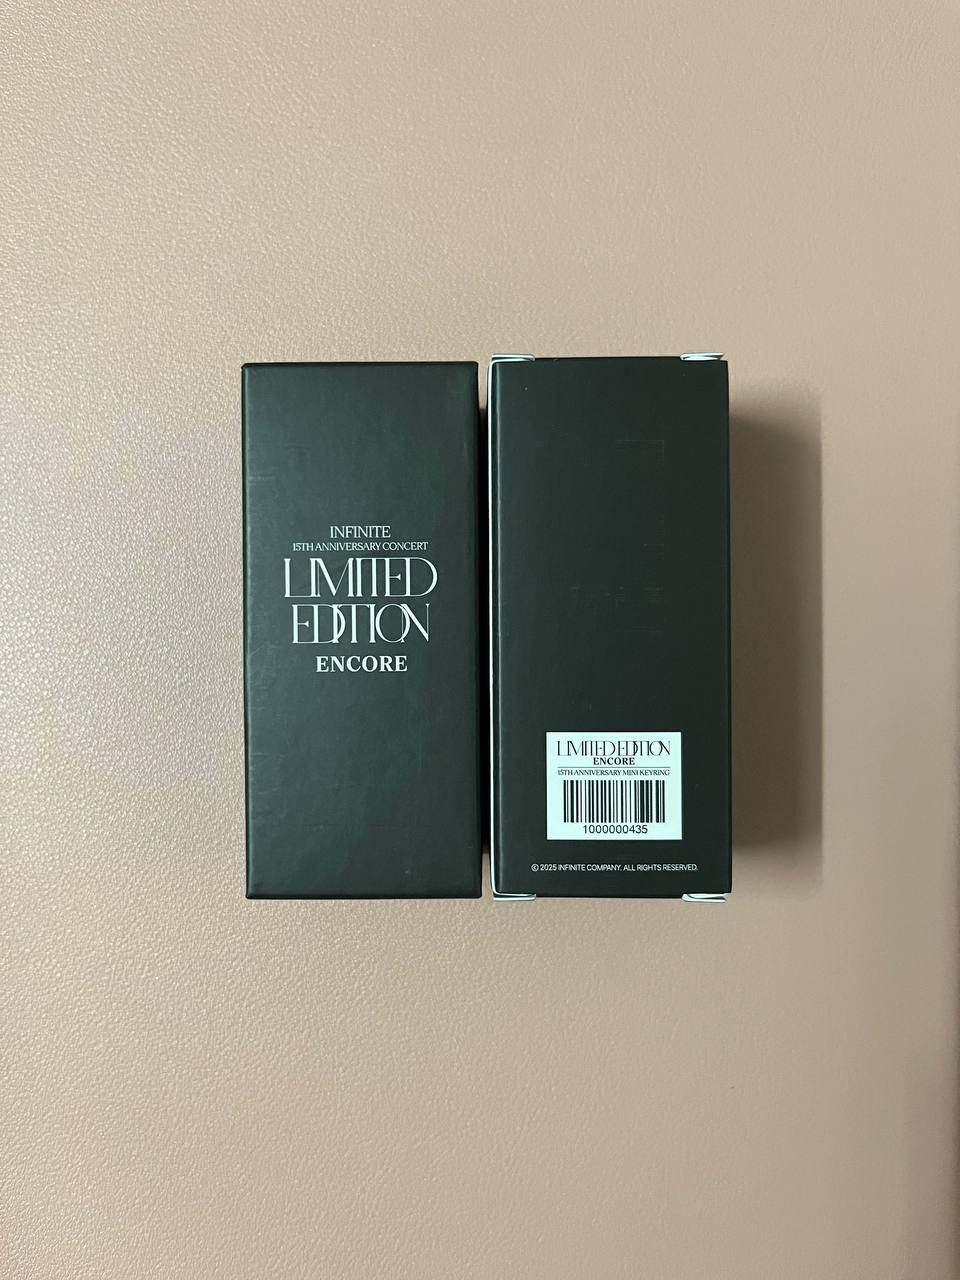 INFINITE
15TH ANNIVERSARY CONCERT
LIMITED
EDITION
ENCORE
LIMITED EDITION
ENCORE
15TH ANNIVERSARY MINI KEYRING
1000000435
© 2025 INFINITE COMPANY. ALL RIGHTS RESERVED.